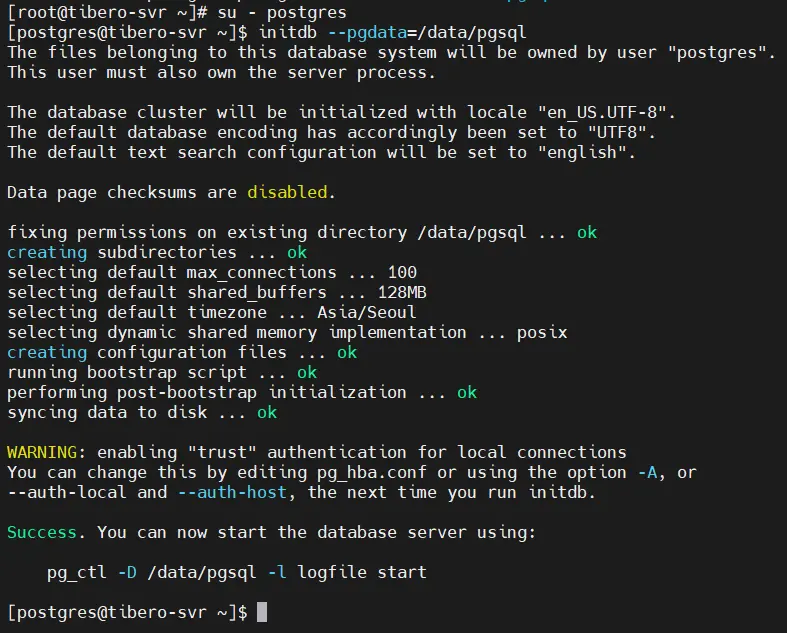 [root@tibero-svr ~]# su - postgres
[postgres@tibero-svr ~]$ initdb --pgdata=/data/pgsql
The files belonging to this database system will be owned by user "postgres".
This user must also own the server process.

The database cluster will be initialized with locale "en_US.UTF-8".
The default database encoding has accordingly been set to "UTF8".
The default text search configuration will be set to "english".

Data page checksums are disabled.

fixing permissions on existing directory /data/pgsql ... ok
creating subdirectories ... ok
selecting default max_connections ... 100
selecting default shared_buffers ... 128MB
selecting default timezone ... Asia/Seoul
selecting dynamic shared memory implementation ... posix
creating configuration files ... ok
running bootstrap script ... ok
performing post-bootstrap initialization ... ok
syncing data to disk ... ok

WARNING: enabling "trust" authentication for local connections
You can change this by editing pg_hba.conf or using the option -A, or
--auth-local and --auth-host, the next time you run initdb.

Success. You can now start the database server using:

    pg_ctl -D /data/pgsql -l logfile start

[postgres@tibero-svr ~]$